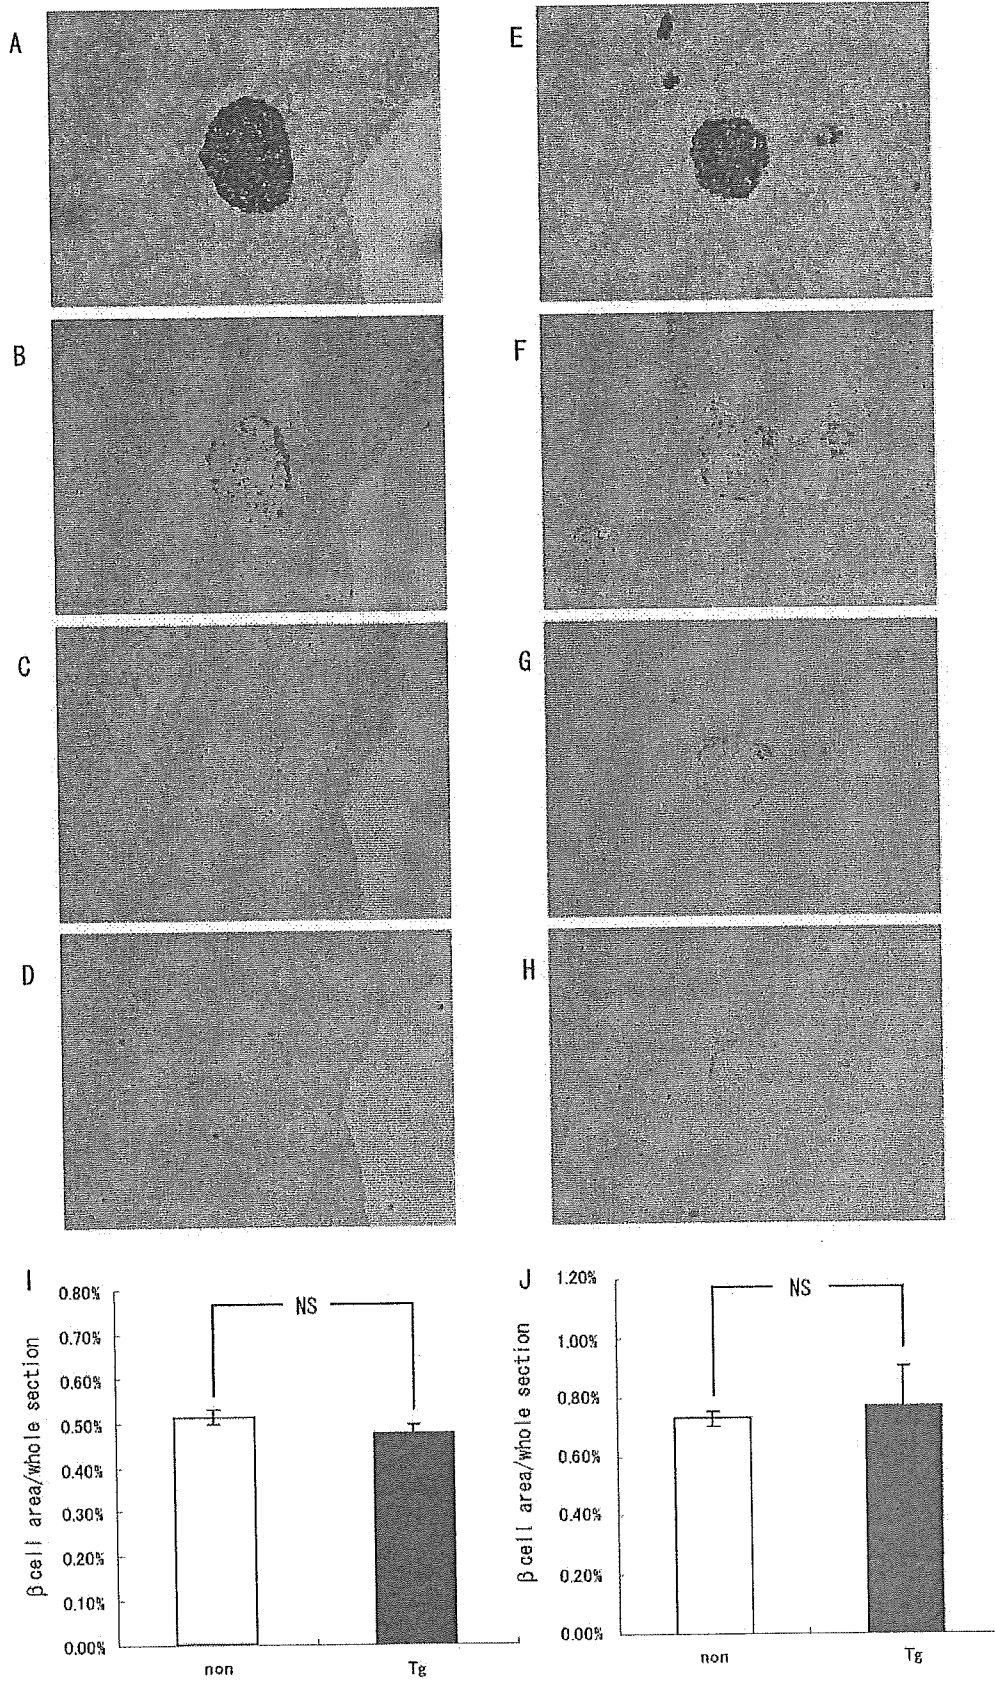 A
E
B
F
C
G
D
H
I
0.80%
0.70%
0.60%
0.50%
0.40%
0.30%
0.20%
0.10%
0.00%
β cell area/whole section
NS
non
Tg
J
1.20%
1.00%
0.80%
0.60%
0.40%
0.20%
0.00%
β cell area/whole section
NS
non
Tg